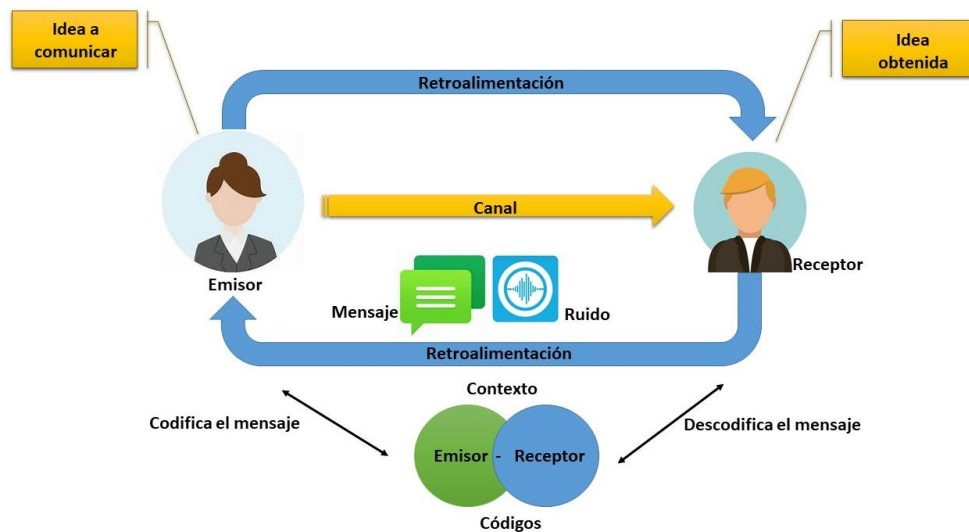 Idea a
comunicar
Idea
obtenida
Retroalimentación
Canal
Emisor
Receptor
Mensaje
Ruido
Retroalimentación
Contexto
Codifica el mensaje
Descodifica el mensaje
Emisor - Receptor
Códigos